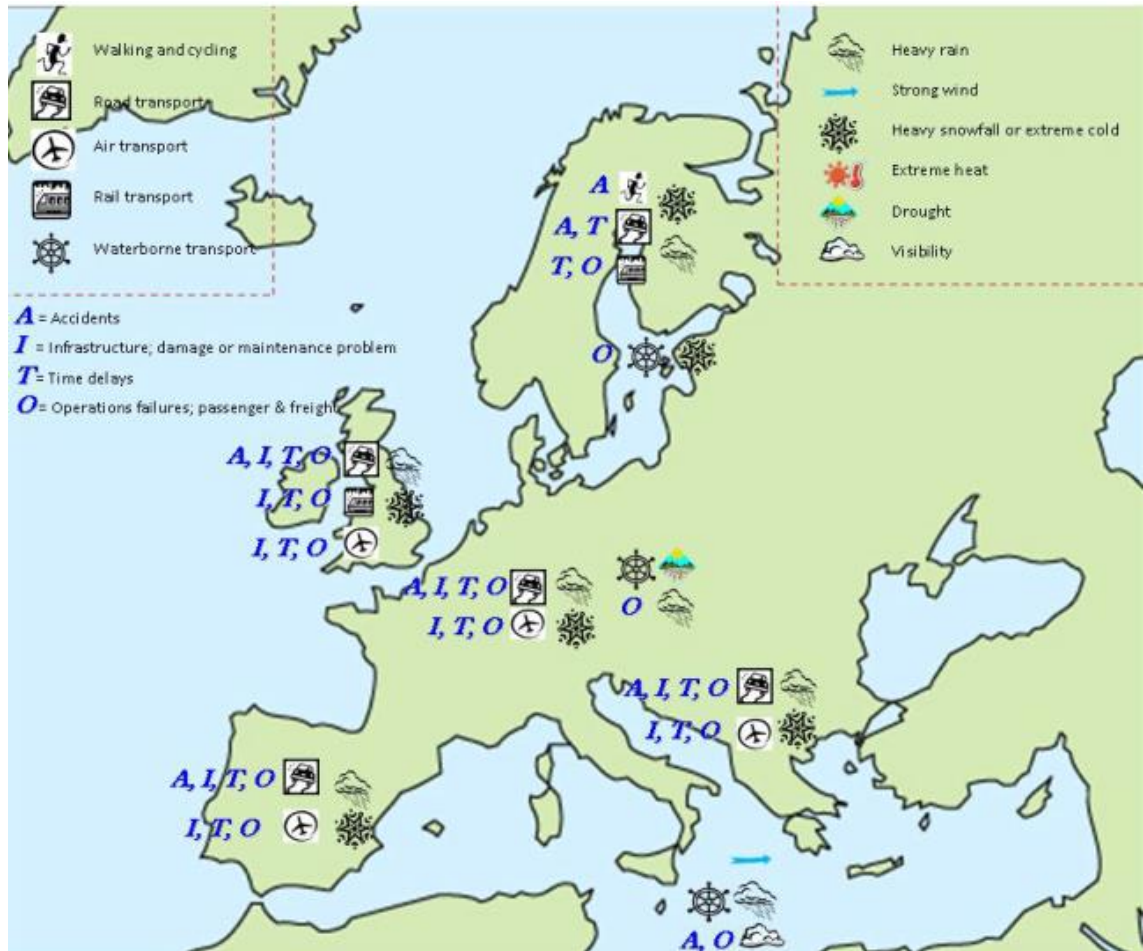 Walking and cycling
Road transport
Air transport
Rail transport
Waterborne transport
Heavy rain
Strong wind
Heavy snowfall or extreme cold
Extreme heat
Drought
Visibility
A = Accidents
I = Infrastructure; damage or maintenance problem
T = Time delays
O = Operations failures; passenger & freight
A
A, T
T, O
O
A, I, T, O
I, T, O
I, T, O
A, I, T, O
I, T, O
O
A, I, T, O
I, T, O
A, I, T, O
I, T, O
A, O